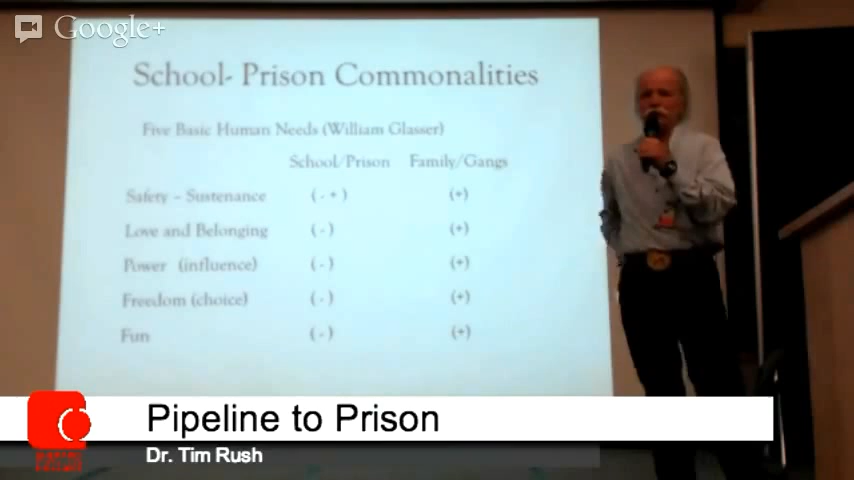 Google+
School- Prison Commonalities
Five Basic Human Needs (William Glasser)
School/Prison Family/Gangs
Safety – Sustenance (- +) (+)
Love and Belonging (-) (+)
Power (influence) (-) (+)
Freedom (choice) (-) (+)
Fun (-) (+)
Pipeline to Prison
Dr. Tim Rush